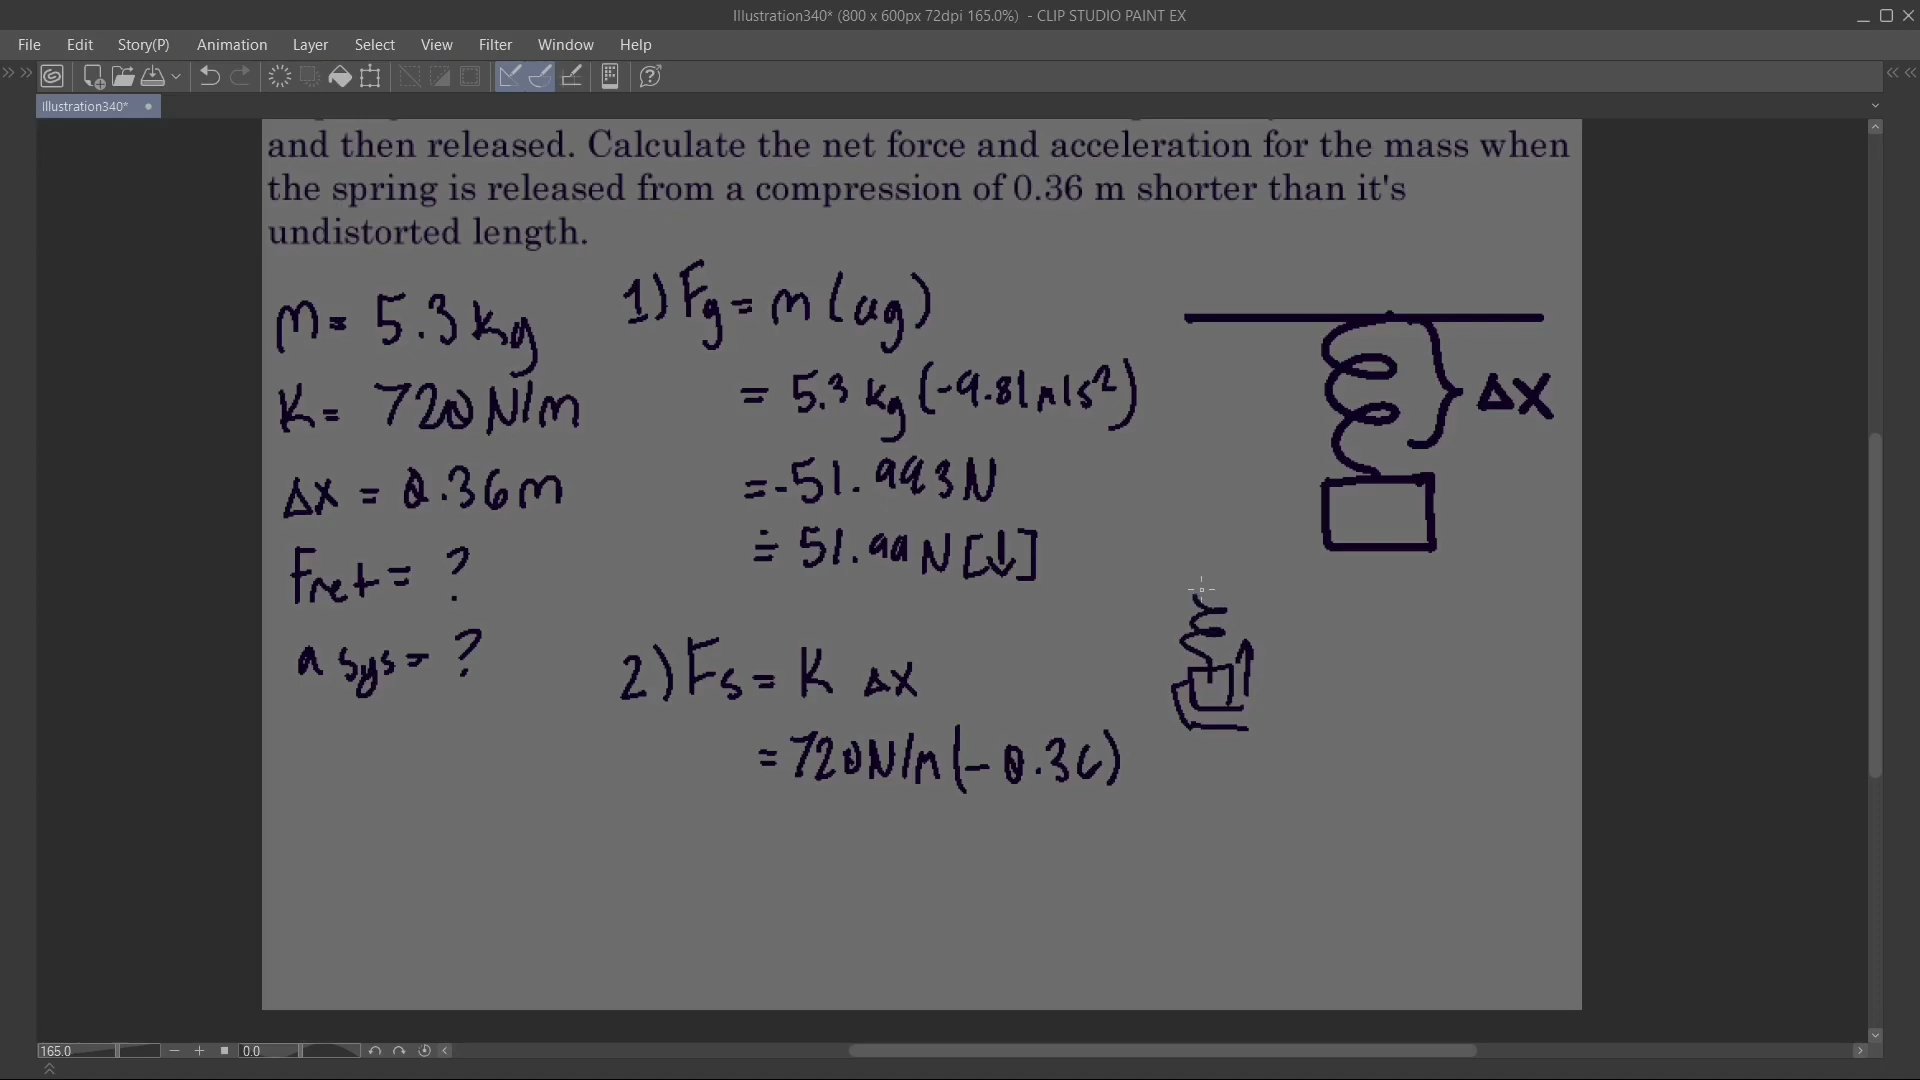 Illustration340* (800 x 600px 72dpi 165.0%) - CLIP STUDIO PAINT EX
File Edit Story(P) Animation Layer Select View Filter Window Help
Illustration340*
and then released. Calculate the net force and acceleration for the mass when
the spring is released from a compression of 0.36 m shorter than it's
undistorted length.
m = 5.3 kg
K = 720 N/m
Δx = 0.36 m
Fnet = ?
a sys = ?
1) Fg = m (ag)
= 5.3 kg (-9.81 m/s²)
= -51.993 N
≐ 51.99 N [↓]
2) Fs = K Δx
= 720 N/m (-0.36)
Δx
165.0 0.0